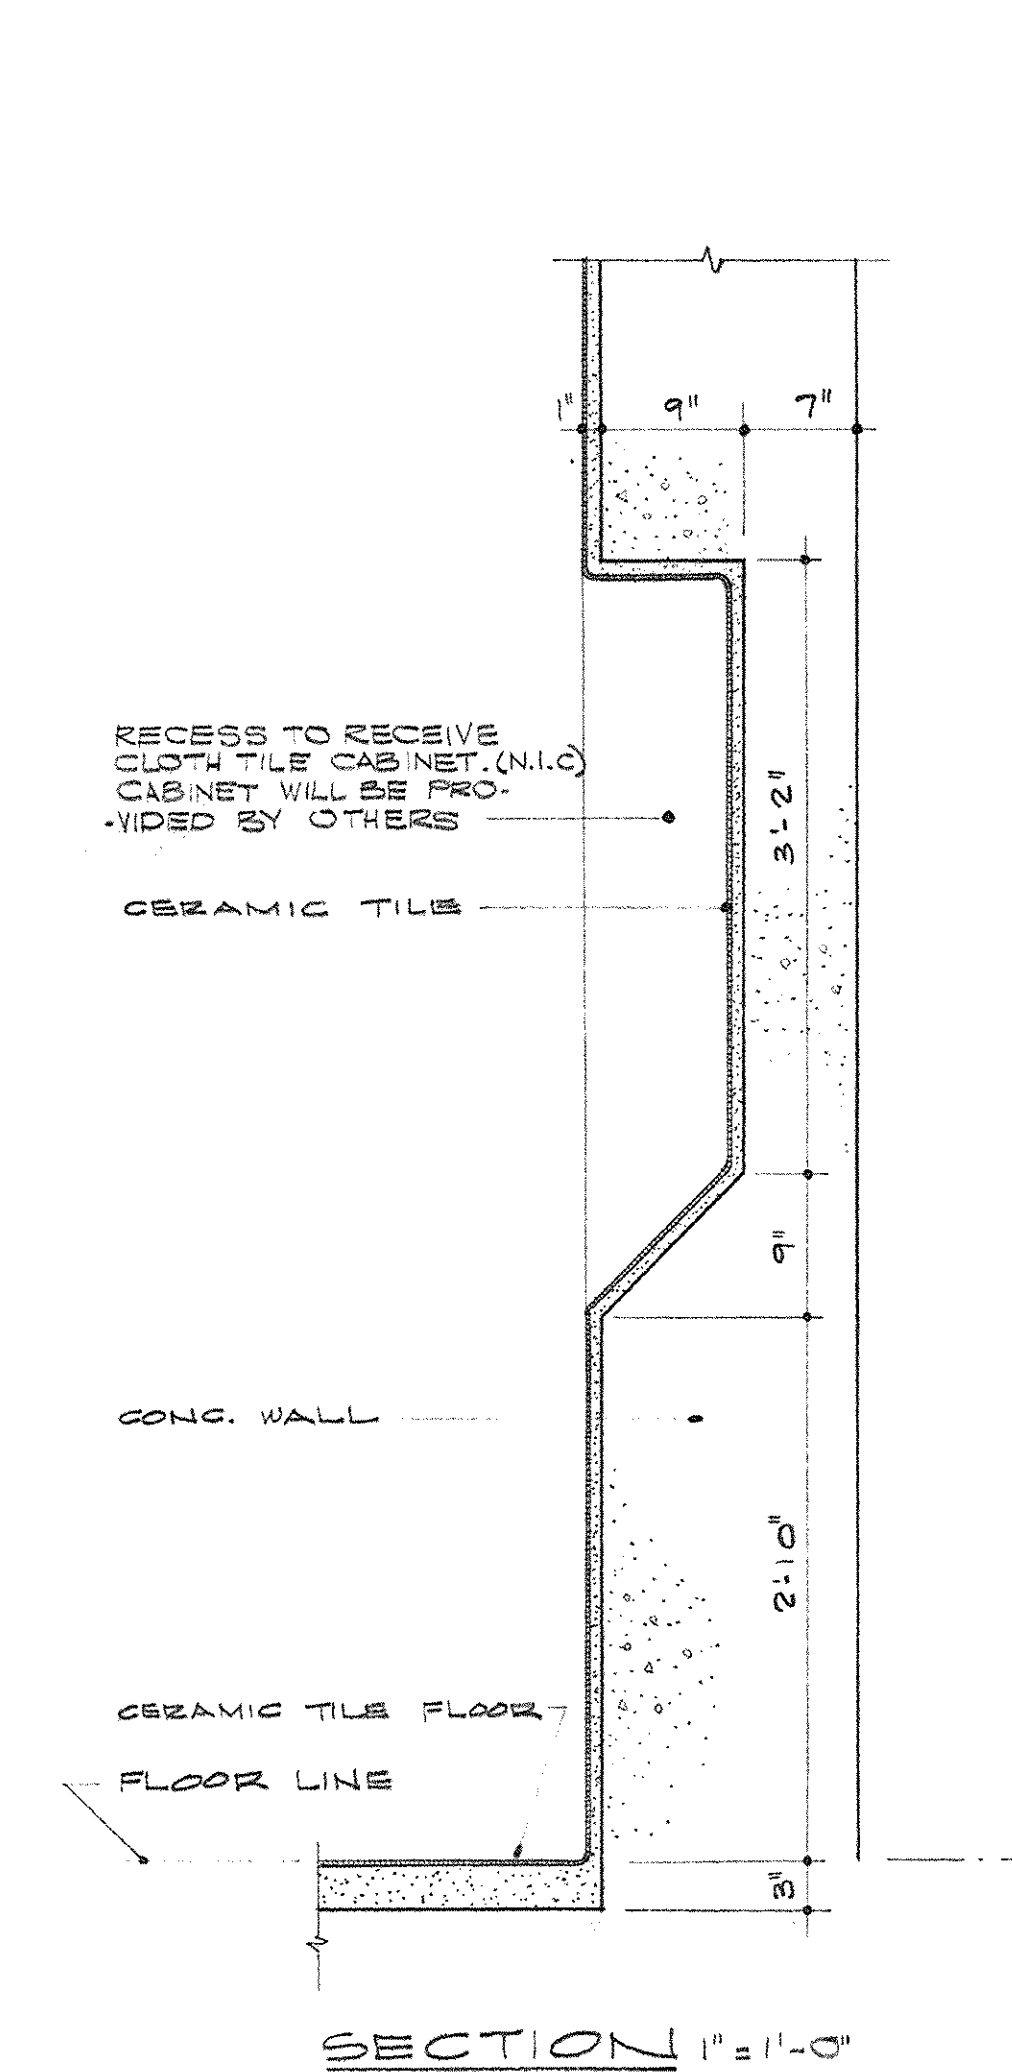 1" 9" 7"
RECESS TO RECEIVE
CLOTH TILE CABINET. (N.I.C)
CABINET WILL BE PRO-
-VIDED BY OTHERS
3'-2"
CERAMIC TILE
9"
CONC. WALL
2'-10"
CERAMIC TILE FLOOR
FLOOR LINE
3"
SECTION 1" = 1'-0"